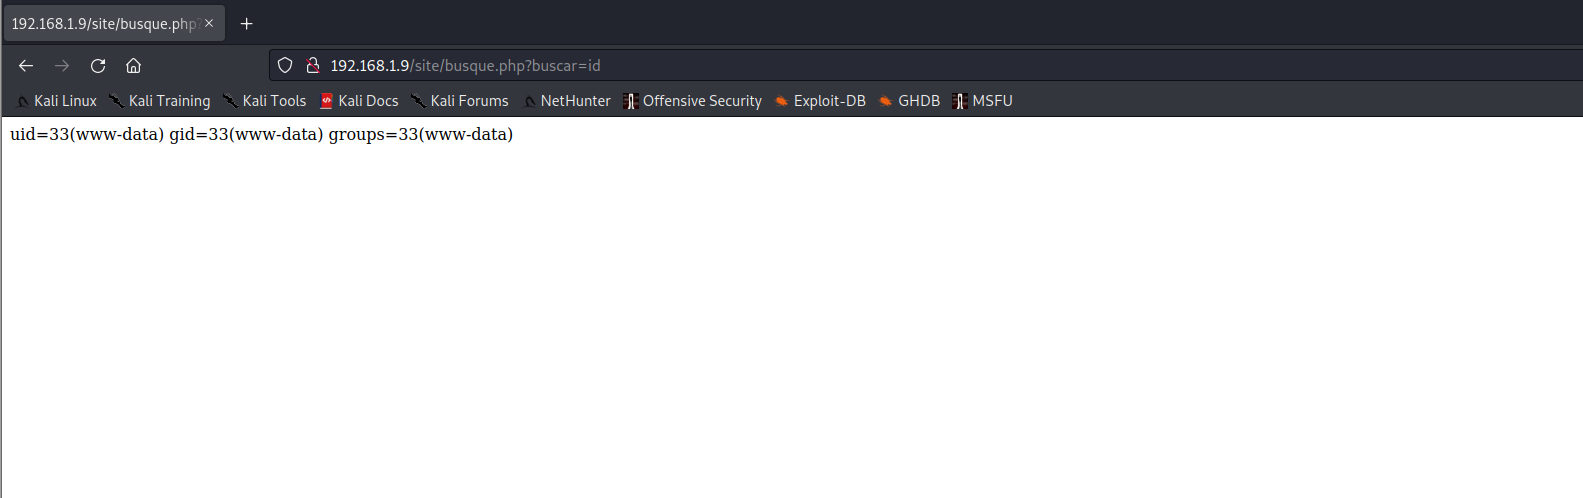 192.168.1.9/site/busque.php?
192.168.1.9/site/busque.php?buscar=id
Kali Linux Kali Training Kali Tools Kali Docs Kali Forums NetHunter Offensive Security Exploit-DB GHDB MSFU
uid=33(www-data) gid=33(www-data) groups=33(www-data)